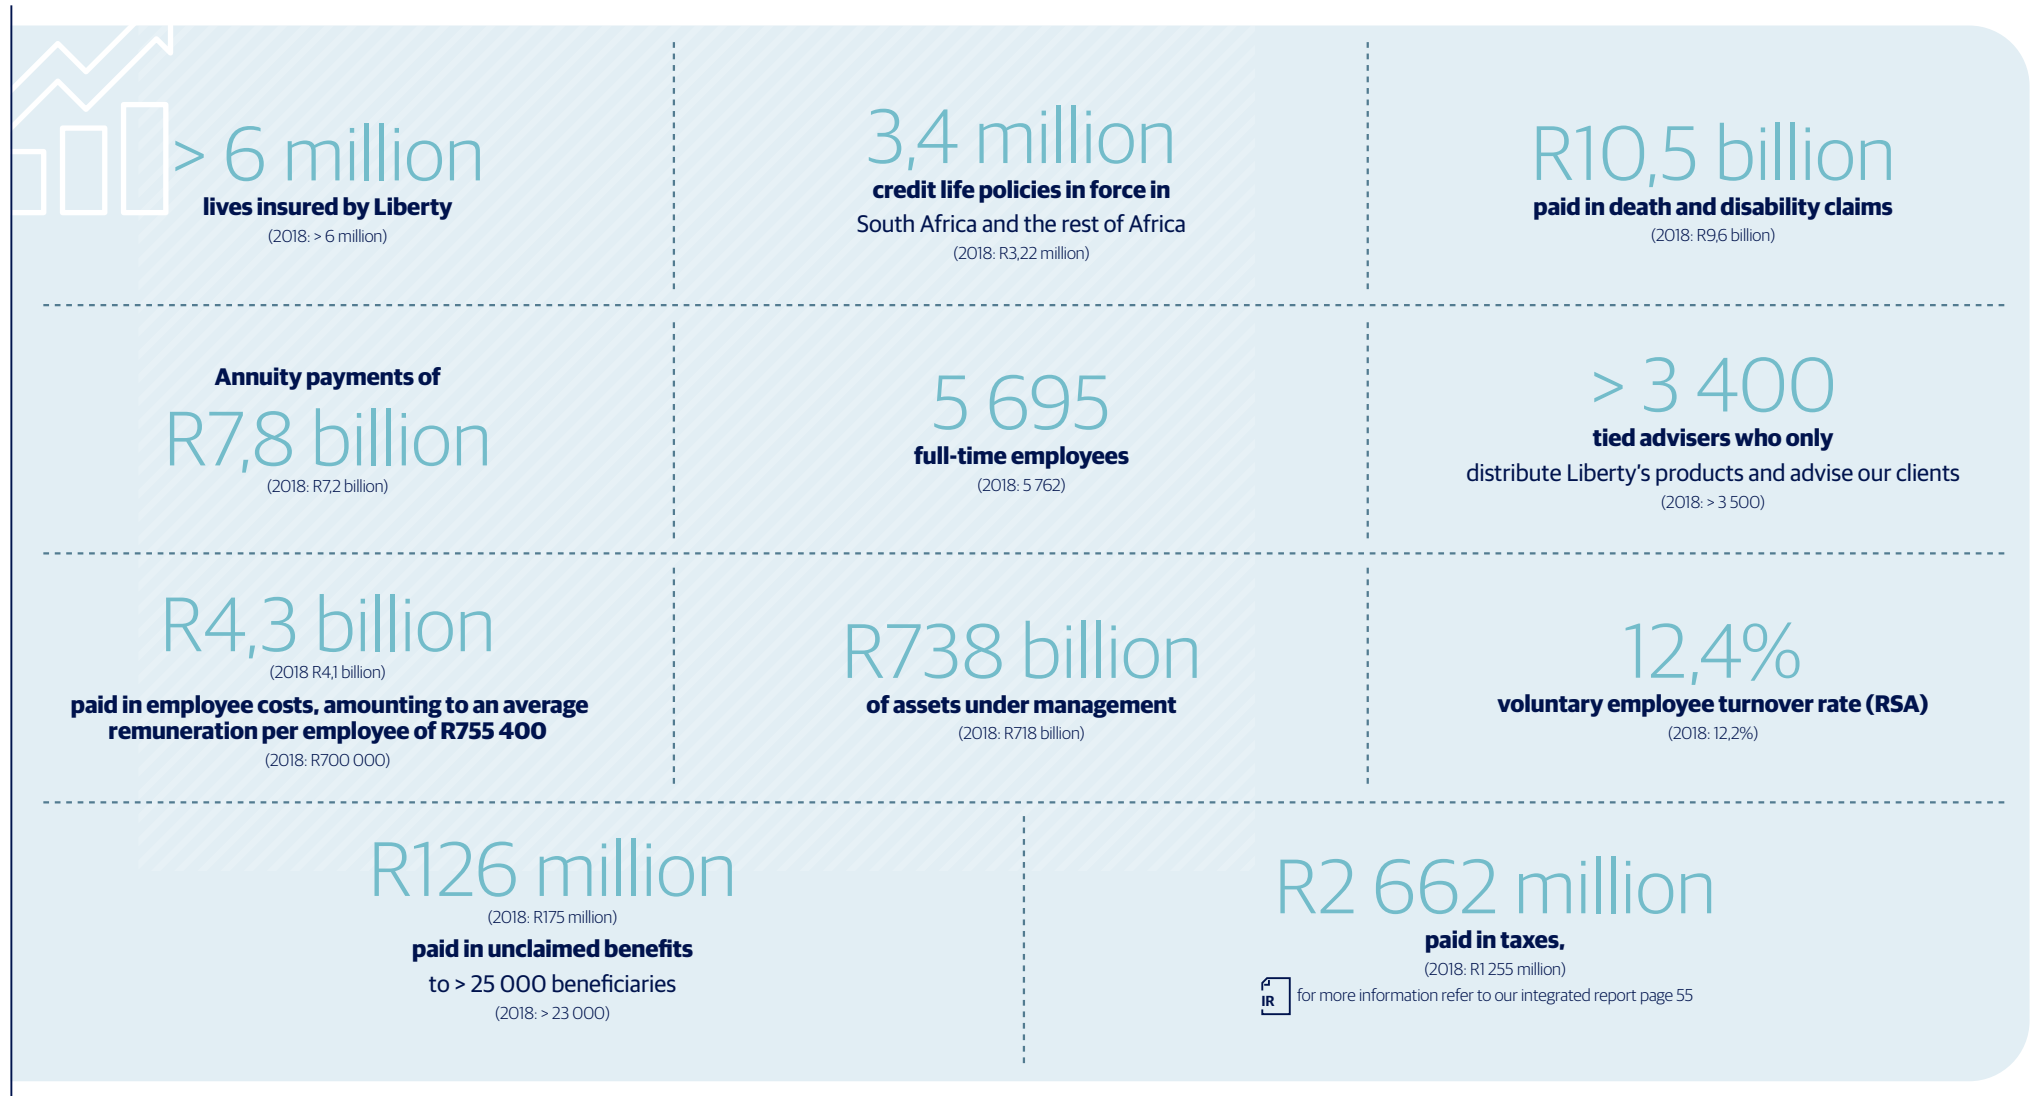 > 6 million
lives insured by Liberty
(2018: > 6 million)
3,4 million
credit life policies in force in
South Africa and the rest of Africa
(2018: R3,22 million)
R10,5 billion
paid in death and disability claims
(2018: R9,6 billion)
Annuity payments of
R7,8 billion
(2018: R7,2 billion)
5 695
full-time employees
(2018: 5 762)
> 3 400
tied advisers who only
distribute Liberty's products and advise our clients
(2018: > 3 500)
R4,3 billion
(2018 R4,1 billion)
paid in employee costs, amounting to an average
remuneration per employee of R755 400
(2018: R700 000)
R738 billion
of assets under management
(2018: R718 billion)
12,4%
voluntary employee turnover rate (RSA)
(2018: 12,2%)
R126 million
(2018: R175 million)
paid in unclaimed benefits
to > 25 000 beneficiaries
(2018: > 23 000)
R2 662 million
paid in taxes,
(2018: R1 255 million)
IR for more information refer to our integrated report page 55